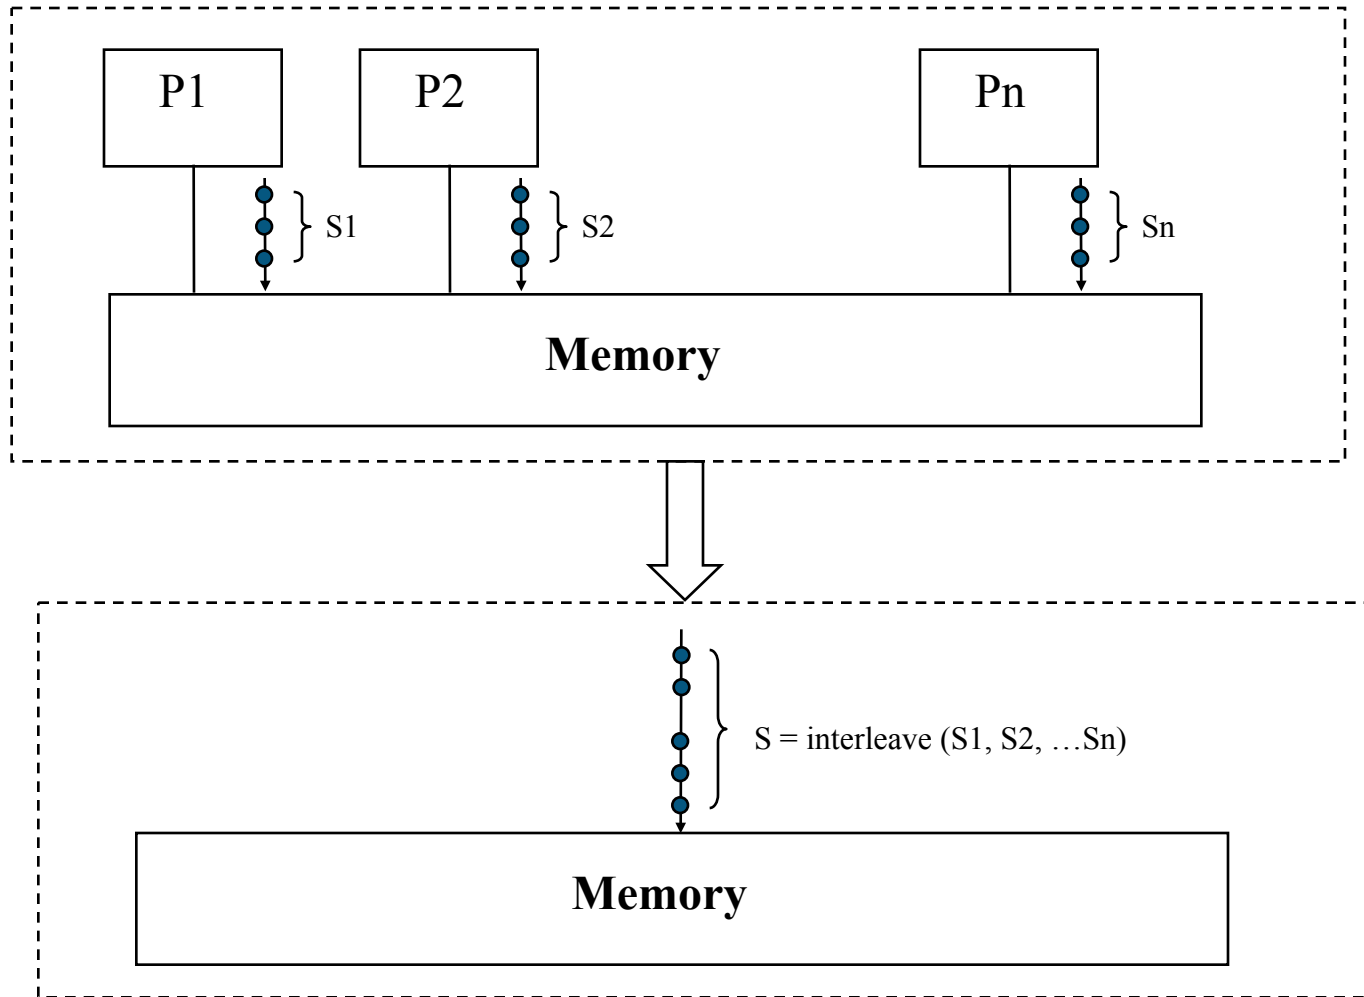 P1 P2 Pn
S1 S2 Sn
Memory
S = interleave (S1, S2, …Sn)
Memory